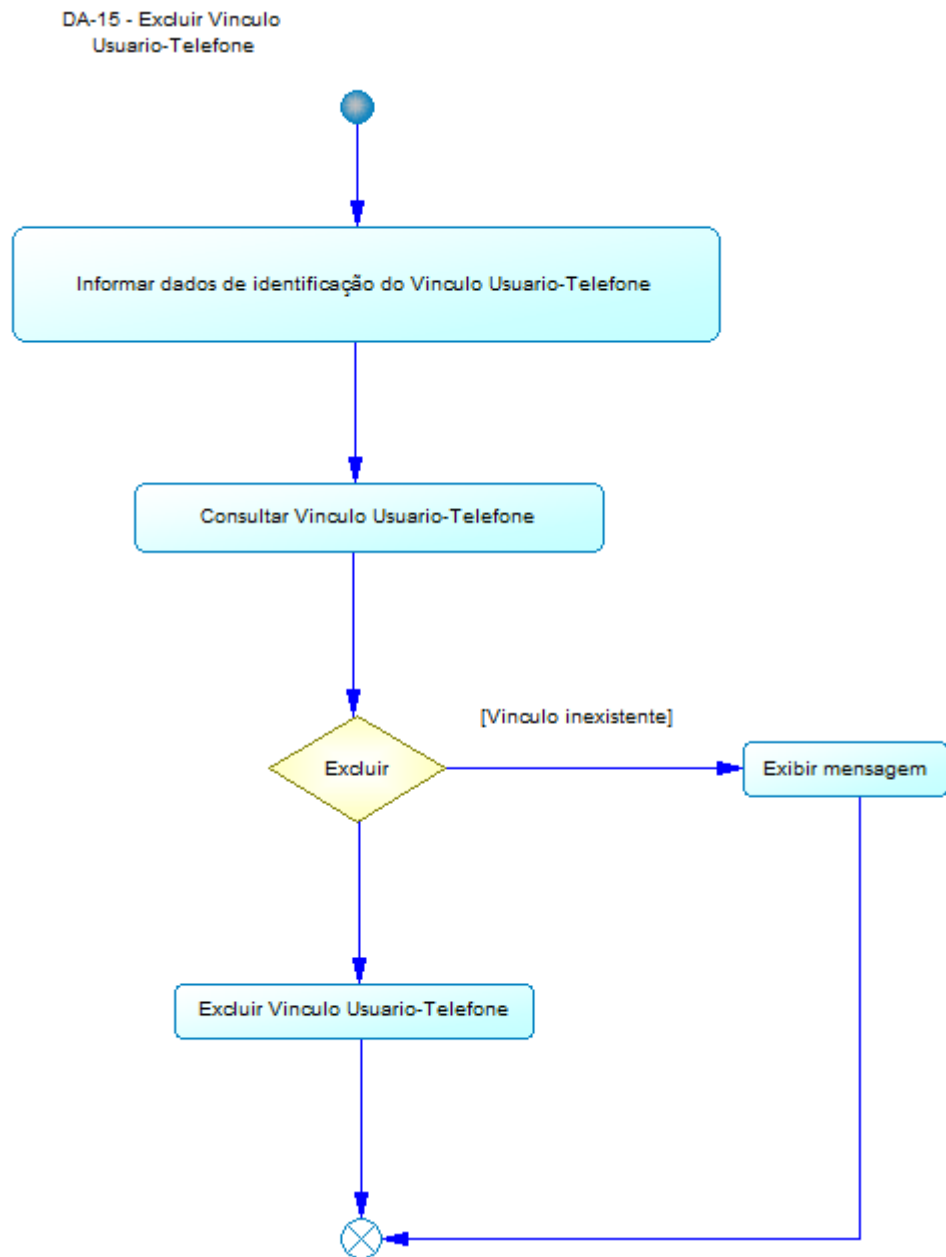 DA-15 - Excluir Vinculo
Usuario-Telefone
Informar dados de identificação do Vinculo Usuario-Telefone
Consultar Vinculo Usuario-Telefone
[Vinculo inexistente]
Excluir
Exibir mensagem
Excluir Vinculo Usuario-Telefone